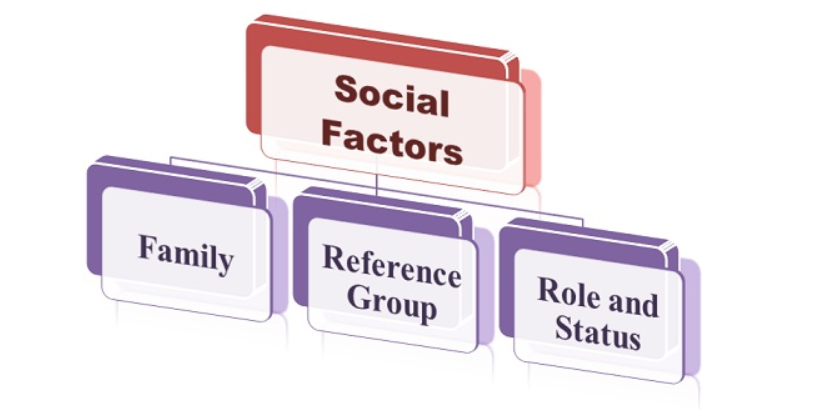 Social
Factors
Family
Reference
Group
Role and
Status